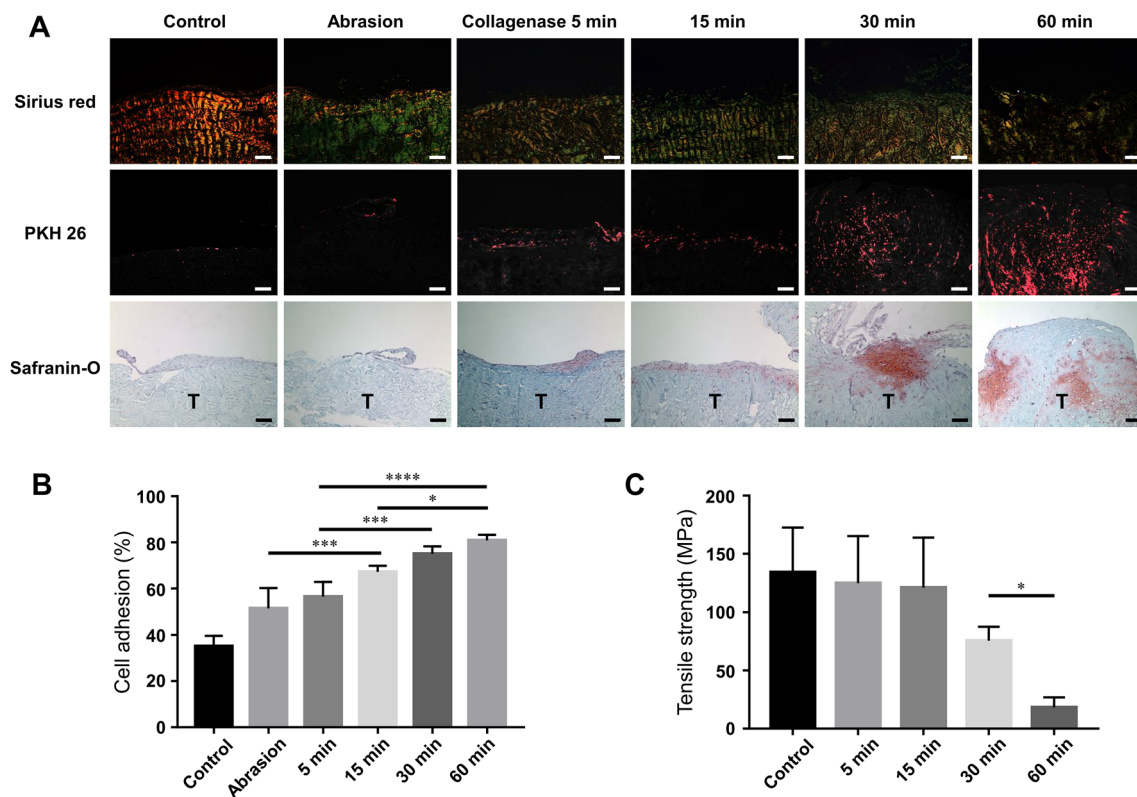 A
Control Abrasion Collagenase 5 min 15 min 30 min 60 min
Sirius red
PKH 26
Safranin-O
T T T T T T
B
Cell adhesion (%)
100
80
60
40
20
0
****
*
***
***
Control Abrasion 5 min 15 min 30 min 60 min
C
Tensile strength (MPa)
200
150
100
50
0
*
Control 5 min 15 min 30 min 60 min